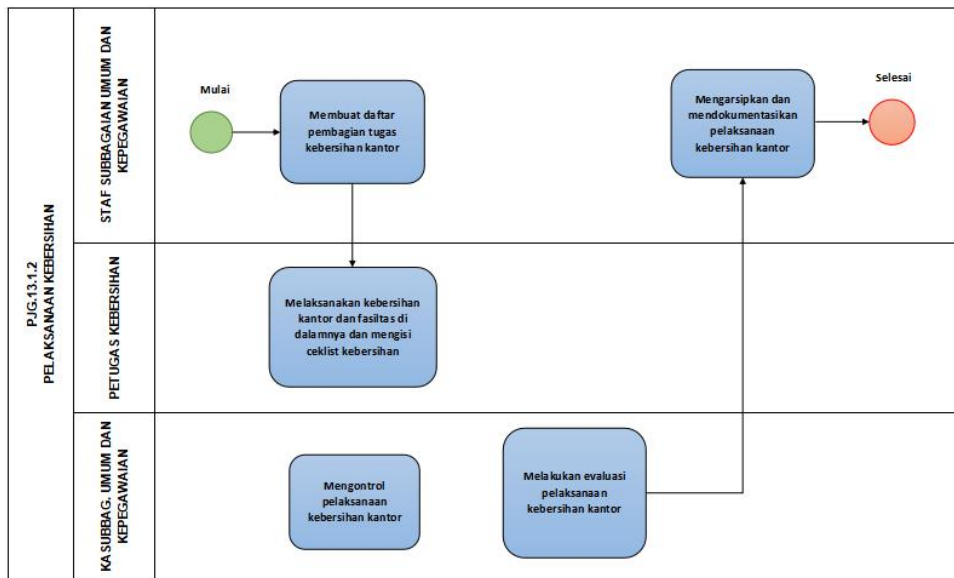 PJG.13.1.2
PELAKSANAAN KEBERSIHAN
STAF SUBBAGAIAN UMUM DAN
KEPEGAWAIAN
Mulai
Membuat daftar
pembagian tugas
kebersihan kantor
Mengarsipkan dan
mendokumentasikan
pelaksanaan
kebersihan kantor
Selesai
PETUGAS KEBERSIHAN
Melaksanakan kebersihan
kantor dan fasiltas di
dalamnya dan mengisi
ceklist kebersihan
KASUBBAG. UMUM DAN
KEPEGAWAIAN
Mengontrol
pelaksanaan
kebersihan kantor
Melakukan evaluasi
pelaksanaan
kebersihan kantor